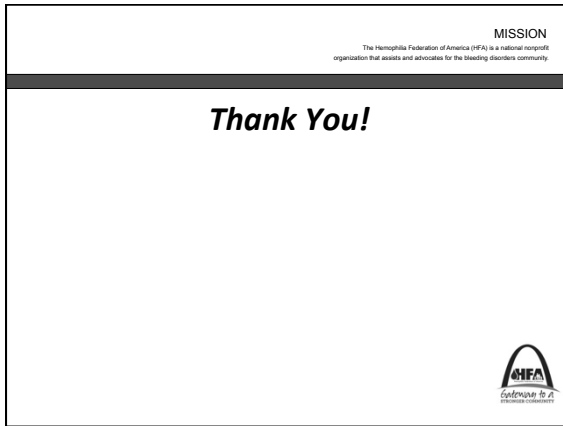 MISSION
The Hemophilia Federation of America (HFA) is a national nonprofit
organization that assists and advocates for the bleeding disorders community.
Thank You!
HFA
Gateway to a
STRONGER COMMUNITY